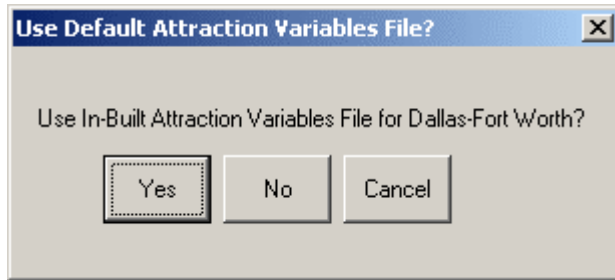 Use Default Attraction Variables File?
Use In-Built Attraction Variables File for Dallas-Fort Worth?
Yes No Cancel